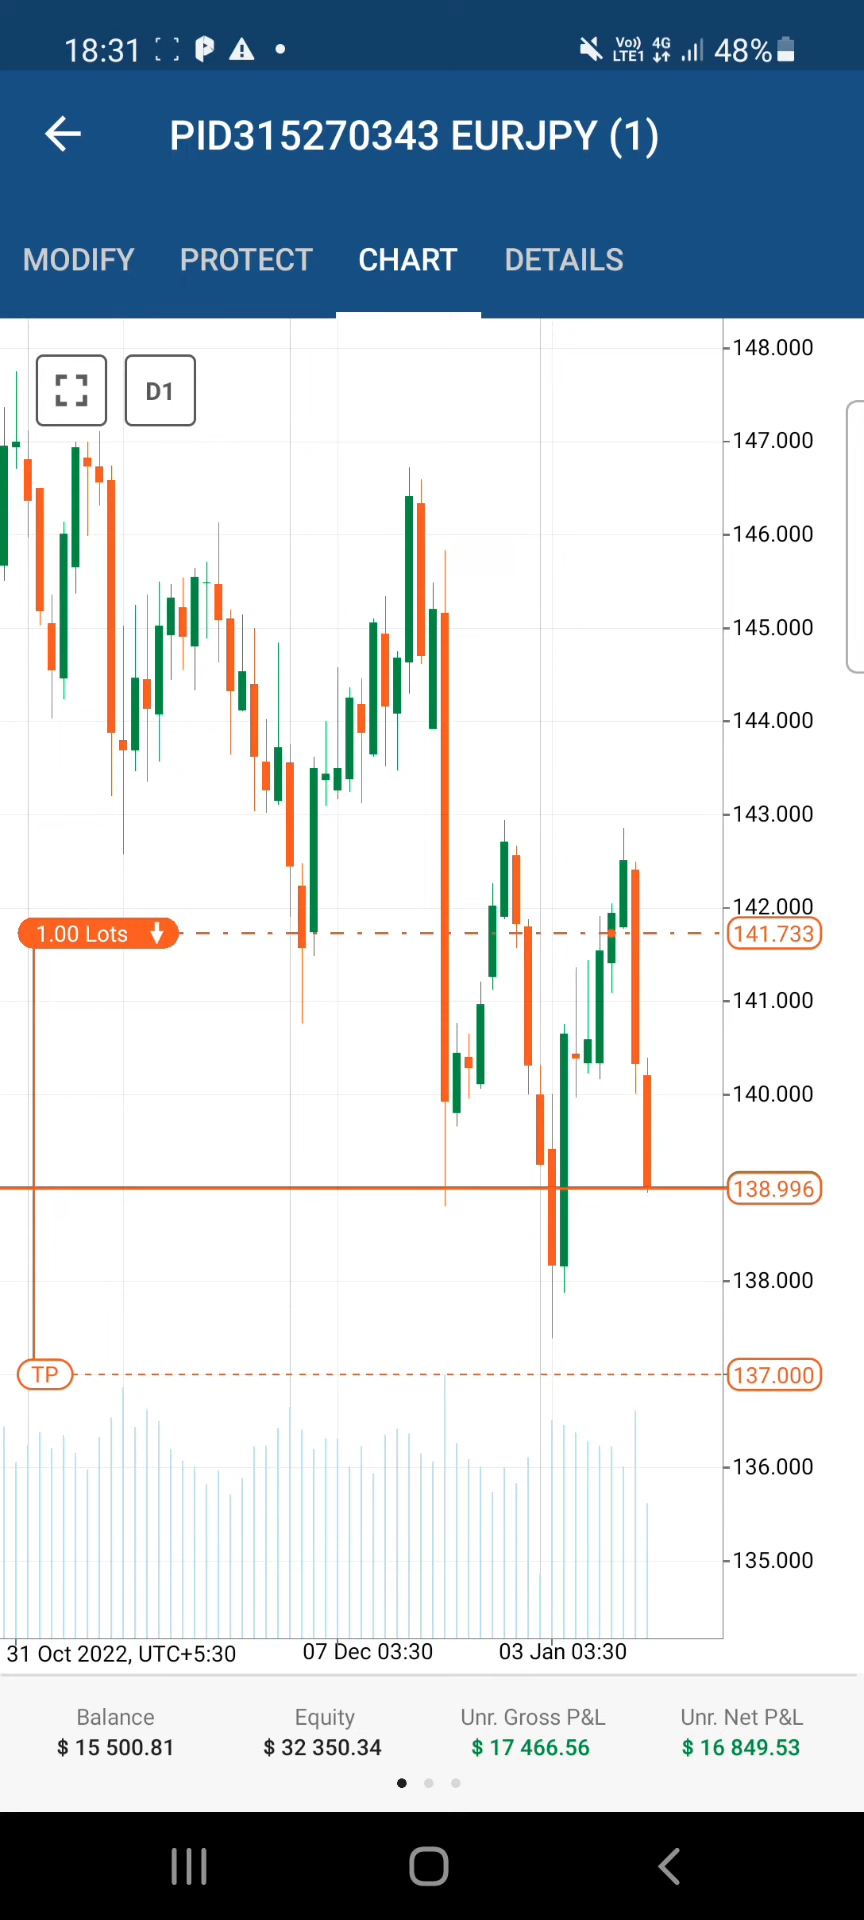 18:31 Vo)) LTE1 4G 48%
PID315270343 EURJPY (1)
MODIFY PROTECT CHART DETAILS
148.000
D1
147.000
146.000
145.000
144.000
143.000
142.000
1.00 Lots 141.733
141.000
140.000
138.996
138.000
TP 137.000
136.000
135.000
31 Oct 2022, UTC+5:30 07 Dec 03:30 03 Jan 03:30
Balance Equity Unr. Gross P&L Unr. Net P&L
$ 15 500.81 $ 32 350.34 $ 17 466.56 $ 16 849.53